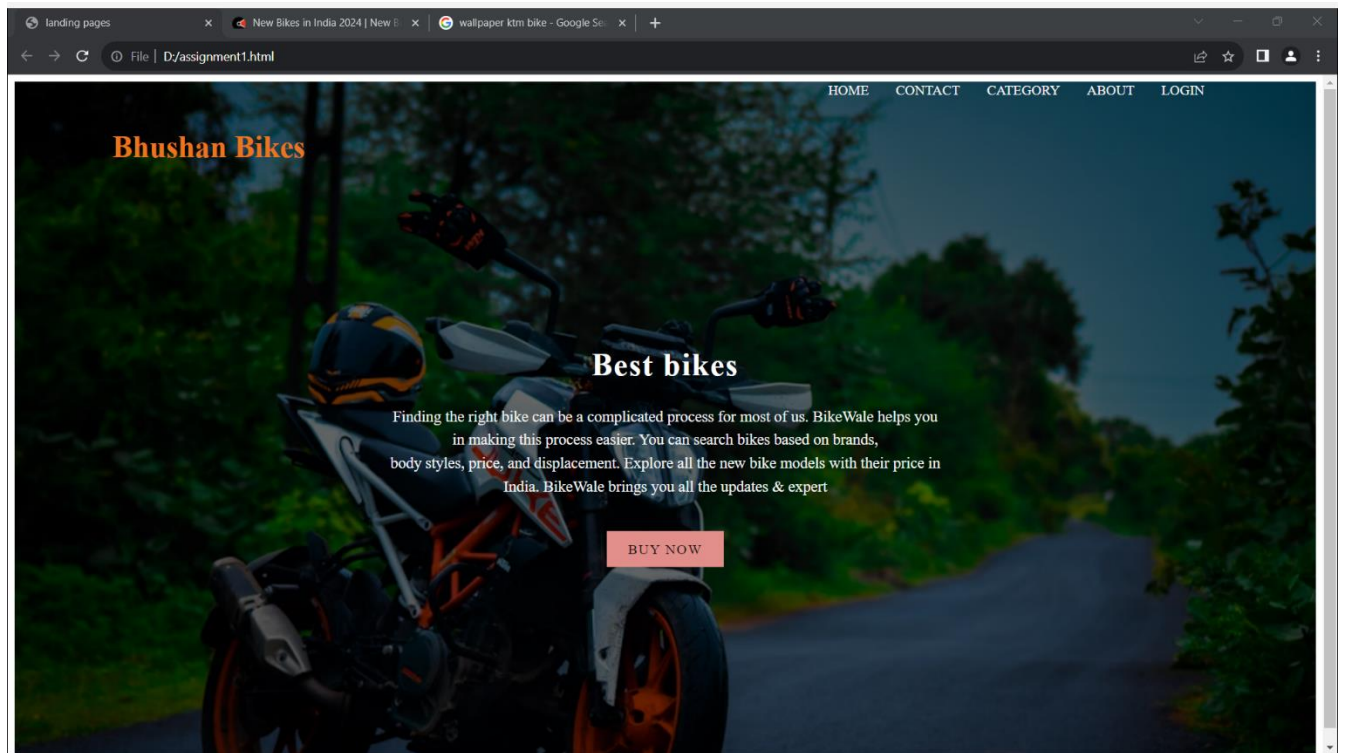 landing pages
New Bikes in India 2024 | New B
wallpaper ktm bike - Google Sea
File | D:/assignment1.html
HOME CONTACT CATEGORY ABOUT LOGIN
Bhushan Bikes
Best bikes
Finding the right bike can be a complicated process for most of us. BikeWale helps you
in making this process easier. You can search bikes based on brands,
body styles, price, and displacement. Explore all the new bike models with their price in
India. BikeWale brings you all the updates & expert
BUY NOW
DUKE